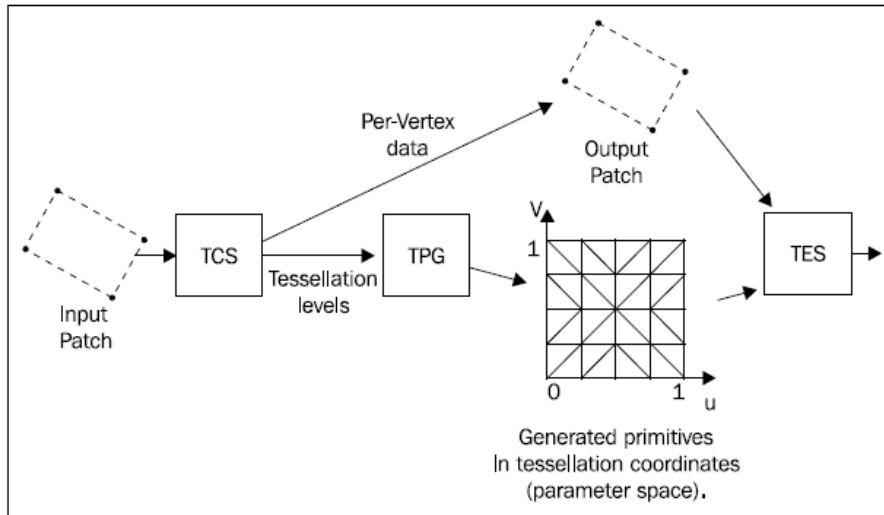 Per-Vertex
data
Output
Patch
Input
Patch
TCS
Tessellation
levels
TPG
V
1
0
1
u
TES
Generated primitives
In tessellation coordinates
(parameter space).